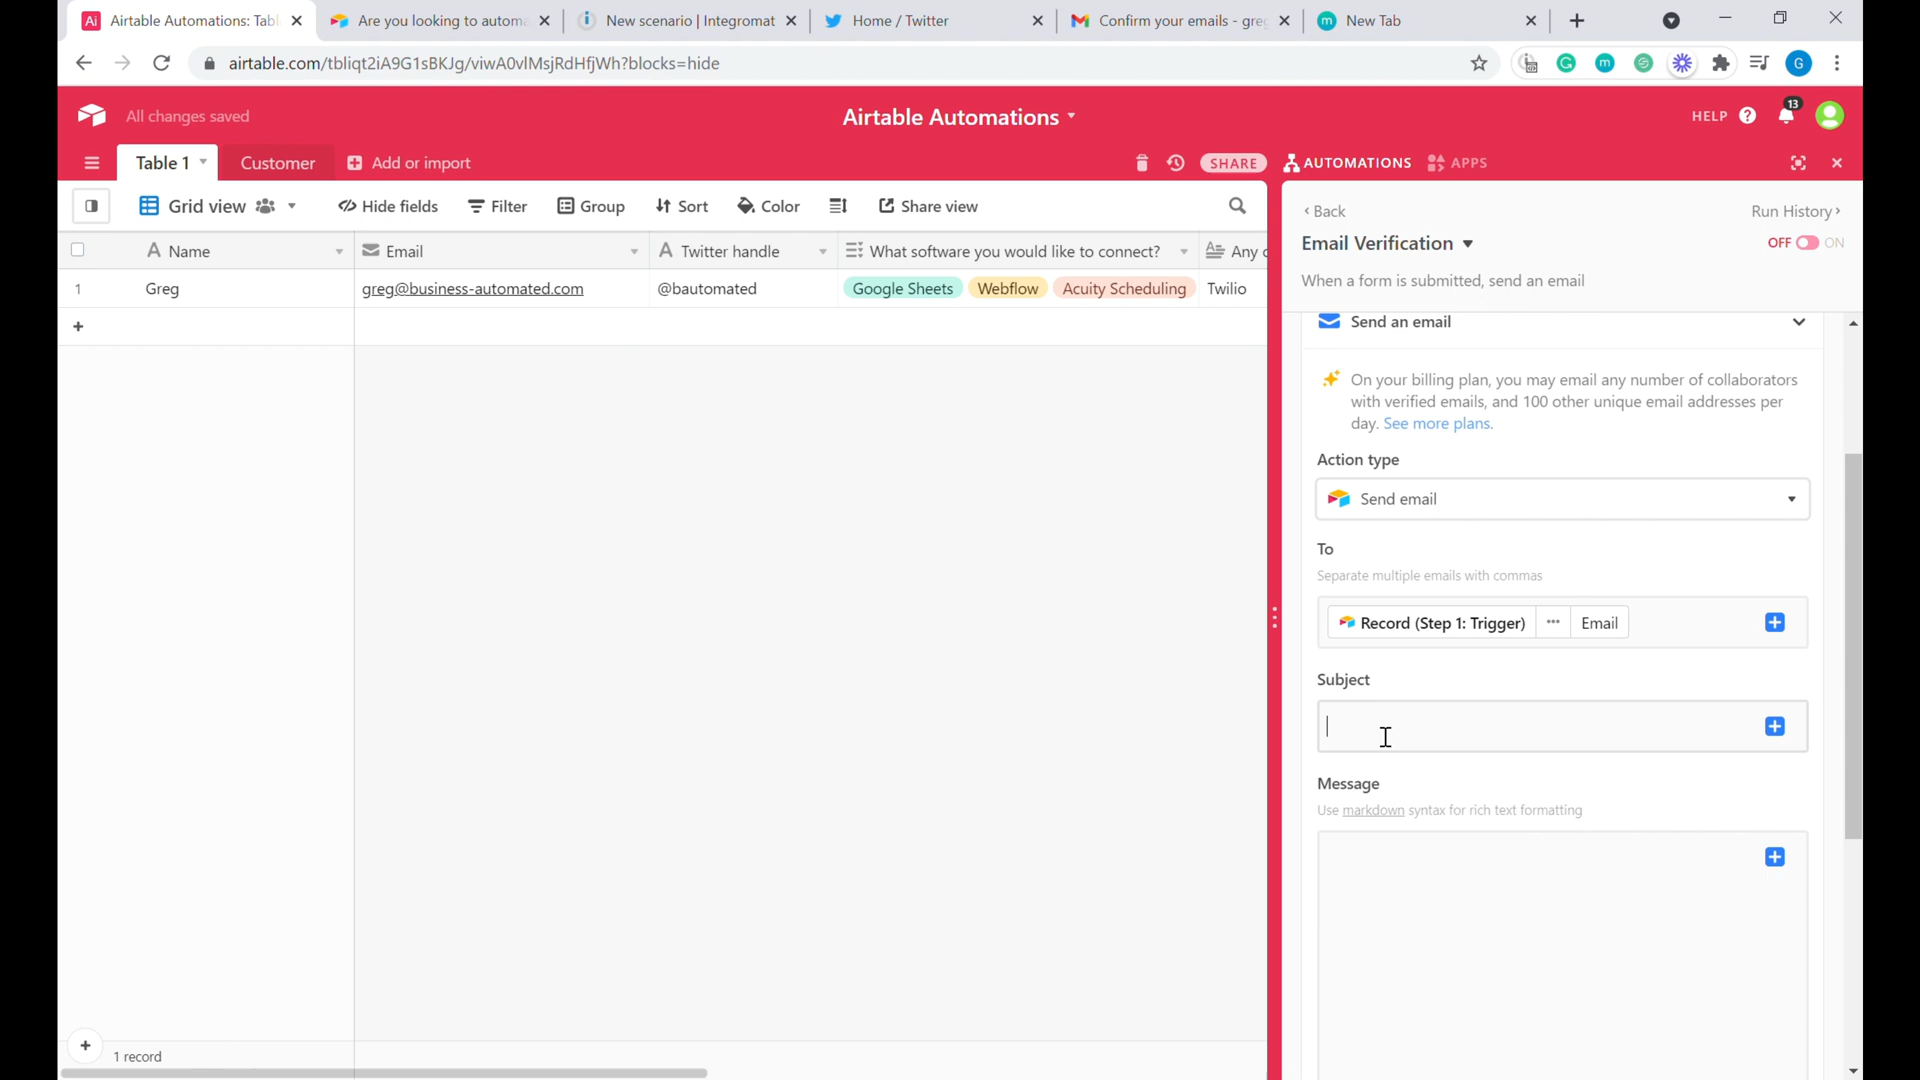 Airtable Automations: Tabl
Are you looking to automa
New scenario | Integromat
Home / Twitter
Confirm your emails - greg
New Tab
airtable.com/tbliqt2iA9G1sBKJg/viwA0vlMsjRdHfjWh?blocks=hide
G
All changes saved
Airtable Automations
HELP
13
Table 1
Customer
Add or import
SHARE
AUTOMATIONS
APPS
Grid view
Hide fields
Filter
Group
Sort
Color
Share view
Name
Email
Twitter handle
What software you would like to connect?
Any
1
Greg
greg@business-automated.com
@bautomated
Google Sheets
Webflow
Acuity Scheduling
Twilio
+
+
1 record
Back
Run History
Email Verification
OFF
ON
When a form is submitted, send an email
Send an email
On your billing plan, you may email any number of collaborators
with verified emails, and 100 other unique email addresses per
day. See more plans.
Action type
Send email
To
Separate multiple emails with commas
Record (Step 1: Trigger) ••• Email
Subject
Message
Use markdown syntax for rich text formatting